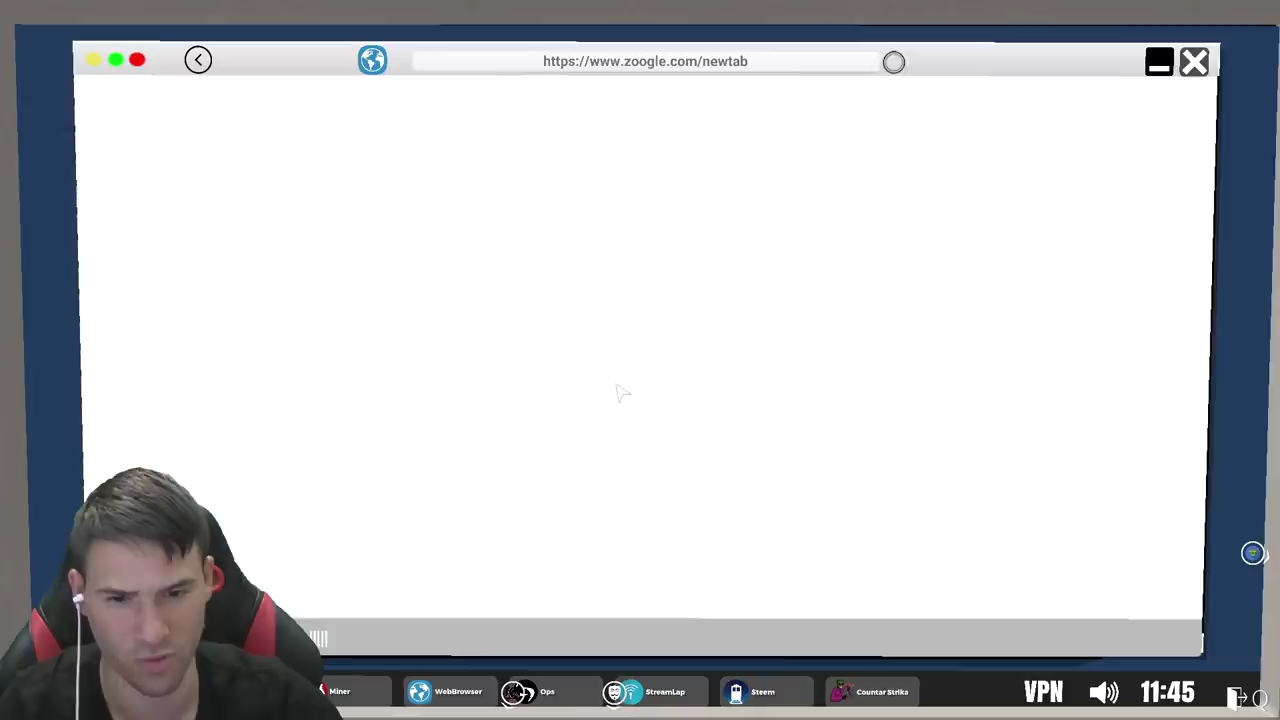 https://www.zoogle.com/newtab
Miner
WebBrowser
Ops
StreamLap
Steem
Countar Strika
VPN
11:45
Q